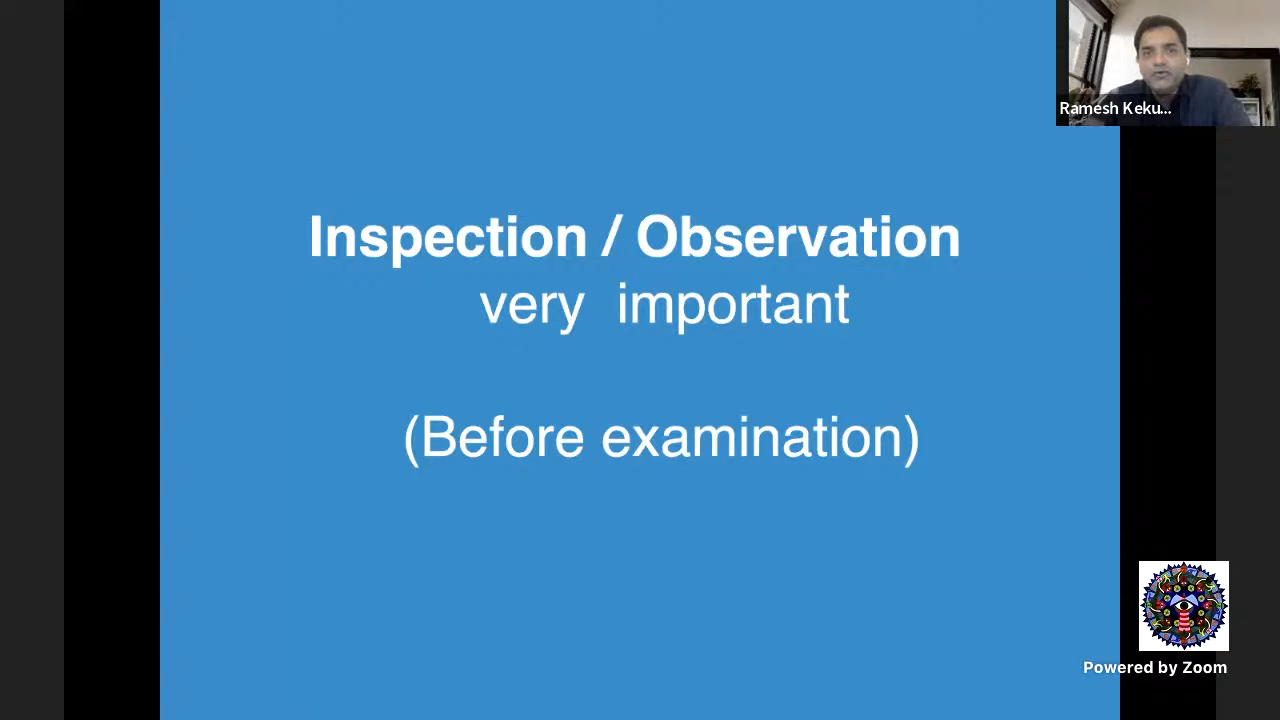 Ramesh Keku...
Inspection / Observation
very important
(Before examination)
Powered by Zoom